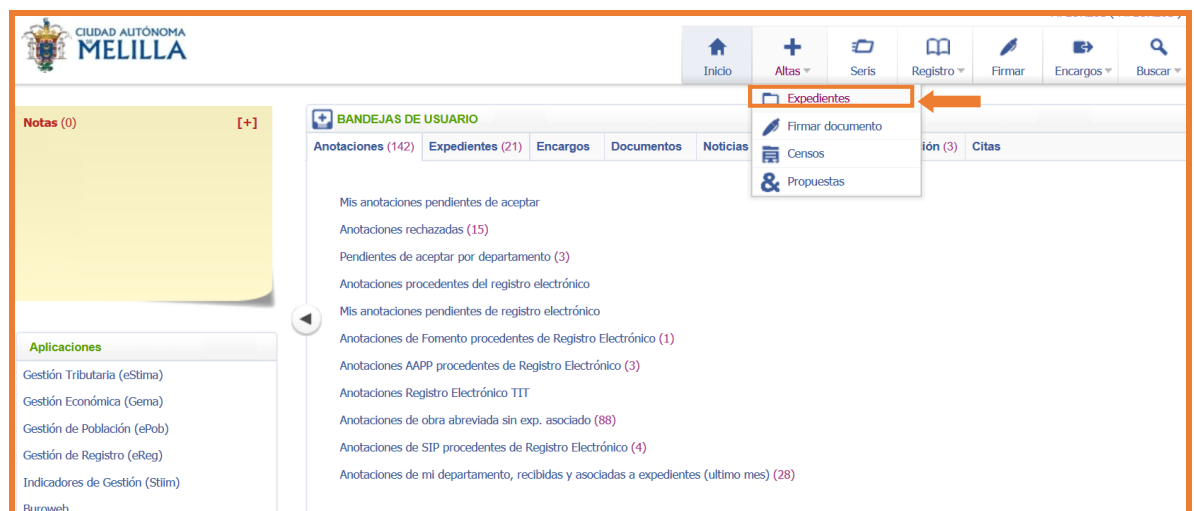 CIUDAD AUTÓNOMA
MELILLA
Inicio
Altas
Seris
Registro
Firmar
Encargos
Buscar
Expedientes
Firmar documento
Censos
Propuestas
Notas (0) [+]
BANDEJAS DE USUARIO
Anotaciones (142) Expedientes (21) Encargos Documentos Noticias ión (3) Citas
Mis anotaciones pendientes de aceptar
Anotaciones rechazadas (15)
Pendientes de aceptar por departamento (3)
Anotaciones procedentes del registro electrónico
Mis anotaciones pendientes de registro electrónico
Anotaciones de Fomento procedentes de Registro Electrónico (1)
Anotaciones AAPP procedentes de Registro Electrónico (3)
Anotaciones Registro Electrónico TIT
Anotaciones de obra abreviada sin exp. asociado (88)
Anotaciones de SIP procedentes de Registro Electrónico (4)
Anotaciones de mi departamento, recibidas y asociadas a expedientes (ultimo mes) (28)
Aplicaciones
Gestión Tributaria (eStima)
Gestión Económica (Gema)
Gestión de Población (ePob)
Gestión de Registro (eReg)
Indicadores de Gestión (Stiim)
Buroweb